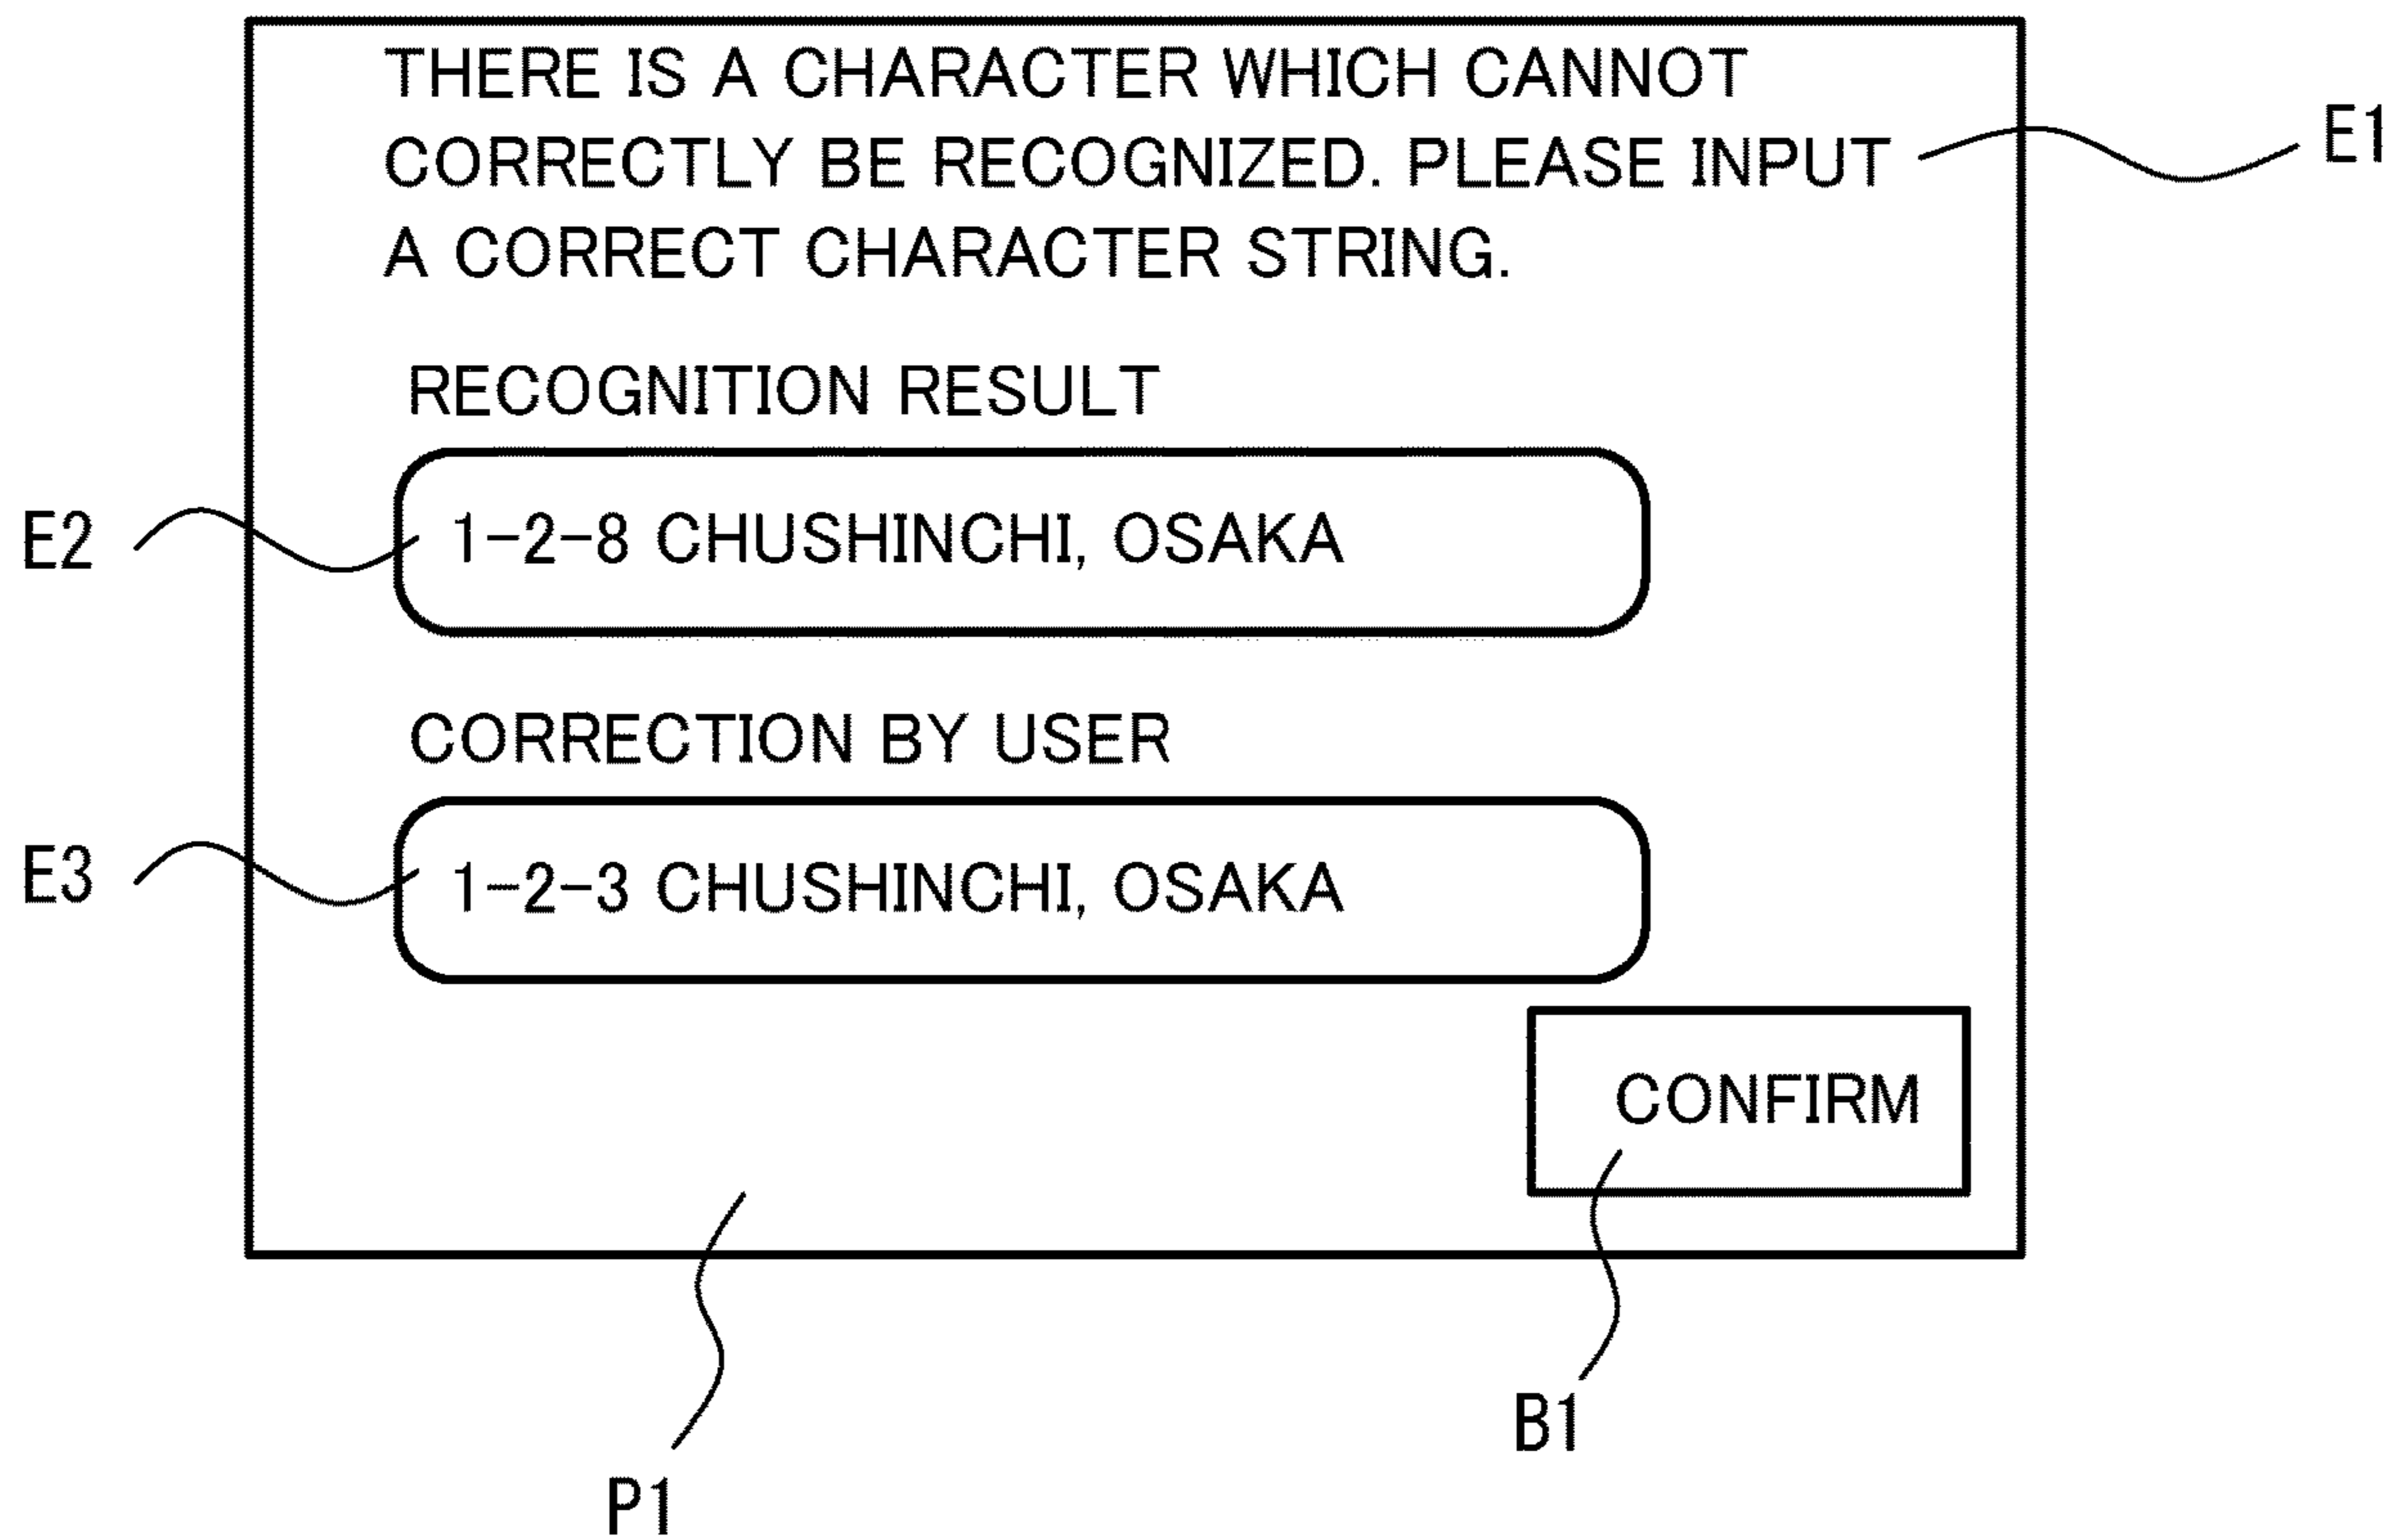 THERE IS A CHARACTER WHICH CANNOT
CORRECTLY BE RECOGNIZED. PLEASE INPUT
A CORRECT CHARACTER STRING.
E1
RECOGNITION RESULT
E2
1-2-8 CHUSHINCHI, OSAKA
CORRECTION BY USER
E3
1-2-3 CHUSHINCHI, OSAKA
CONFIRM
B1
P1